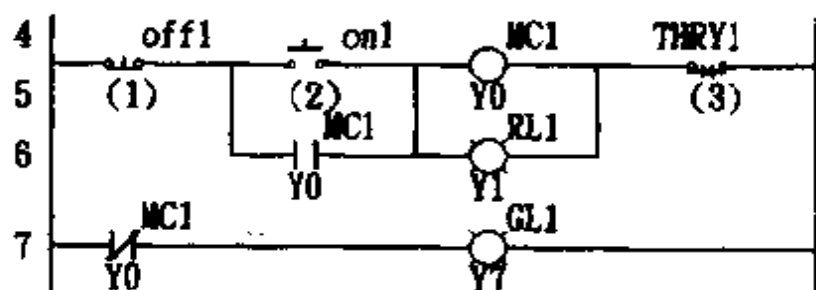 4 off1 on1 MC1 THRY1
5 (1) (2) Y0 (3)
MC1 RL1
6 Y0 Y1
MC1 GL1
7 Y0 Y7